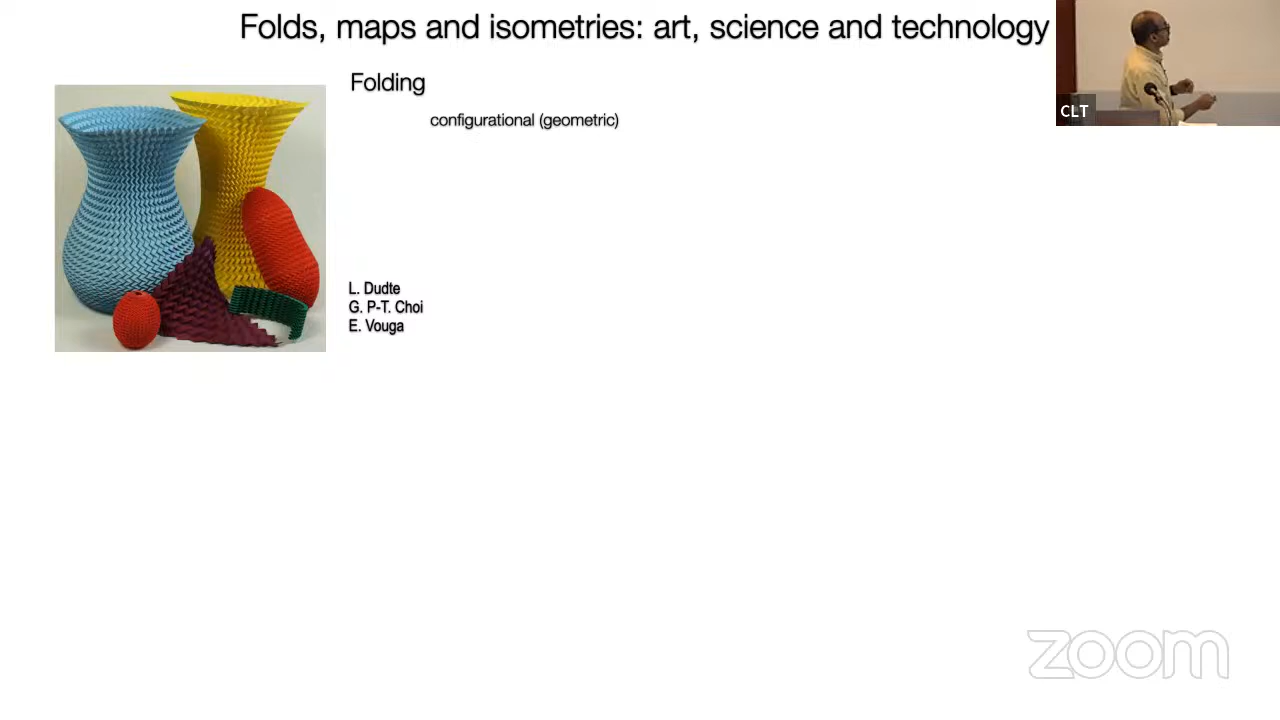 Folds, maps and isometries: art, science and technology
Folding
configurational (geometric)
L. Dudte
G. P-T. Choi
E. Vouga
CLT
zoom